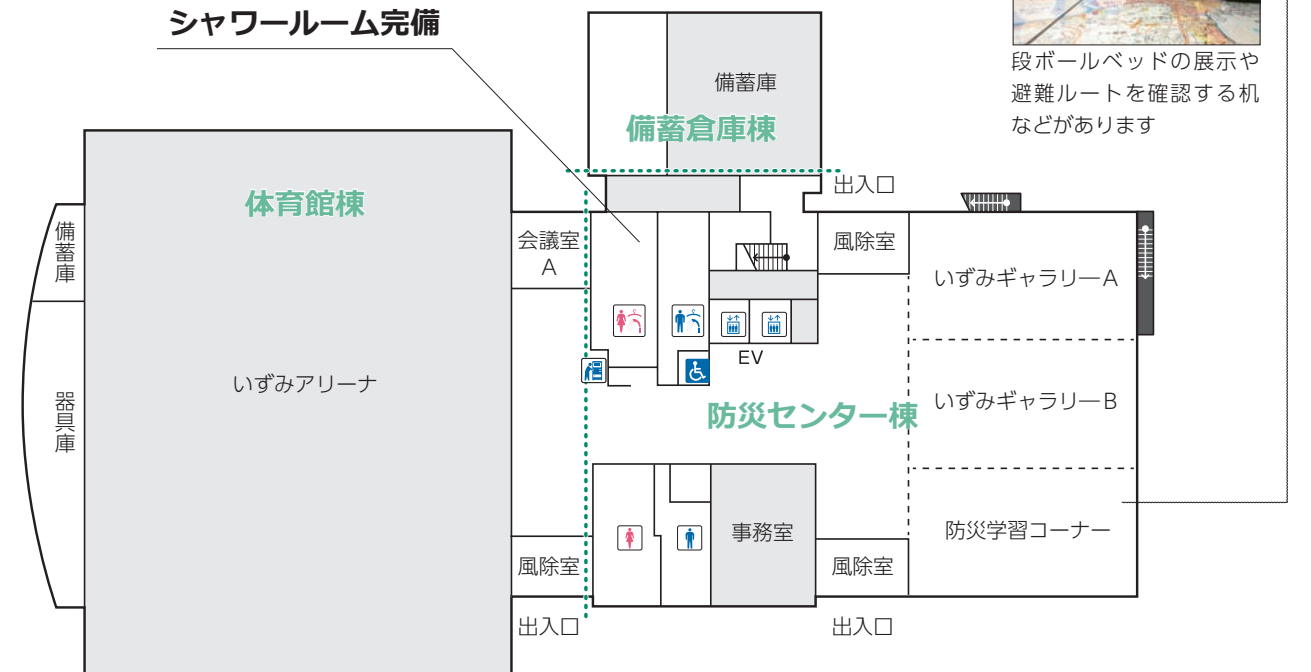 シャワールーム完備
段ボールベッドの展示や
避難ルートを確認する机
などがあります
備蓄庫
備蓄倉庫棟
出入口
体育館棟
備蓄庫
会議室
A
風除室
いずみギャラリーA
EV
いずみアリーナ
器具庫
防災センター棟
いずみギャラリーB
事務室
防災学習コーナー
風除室
風除室
出入口
出入口